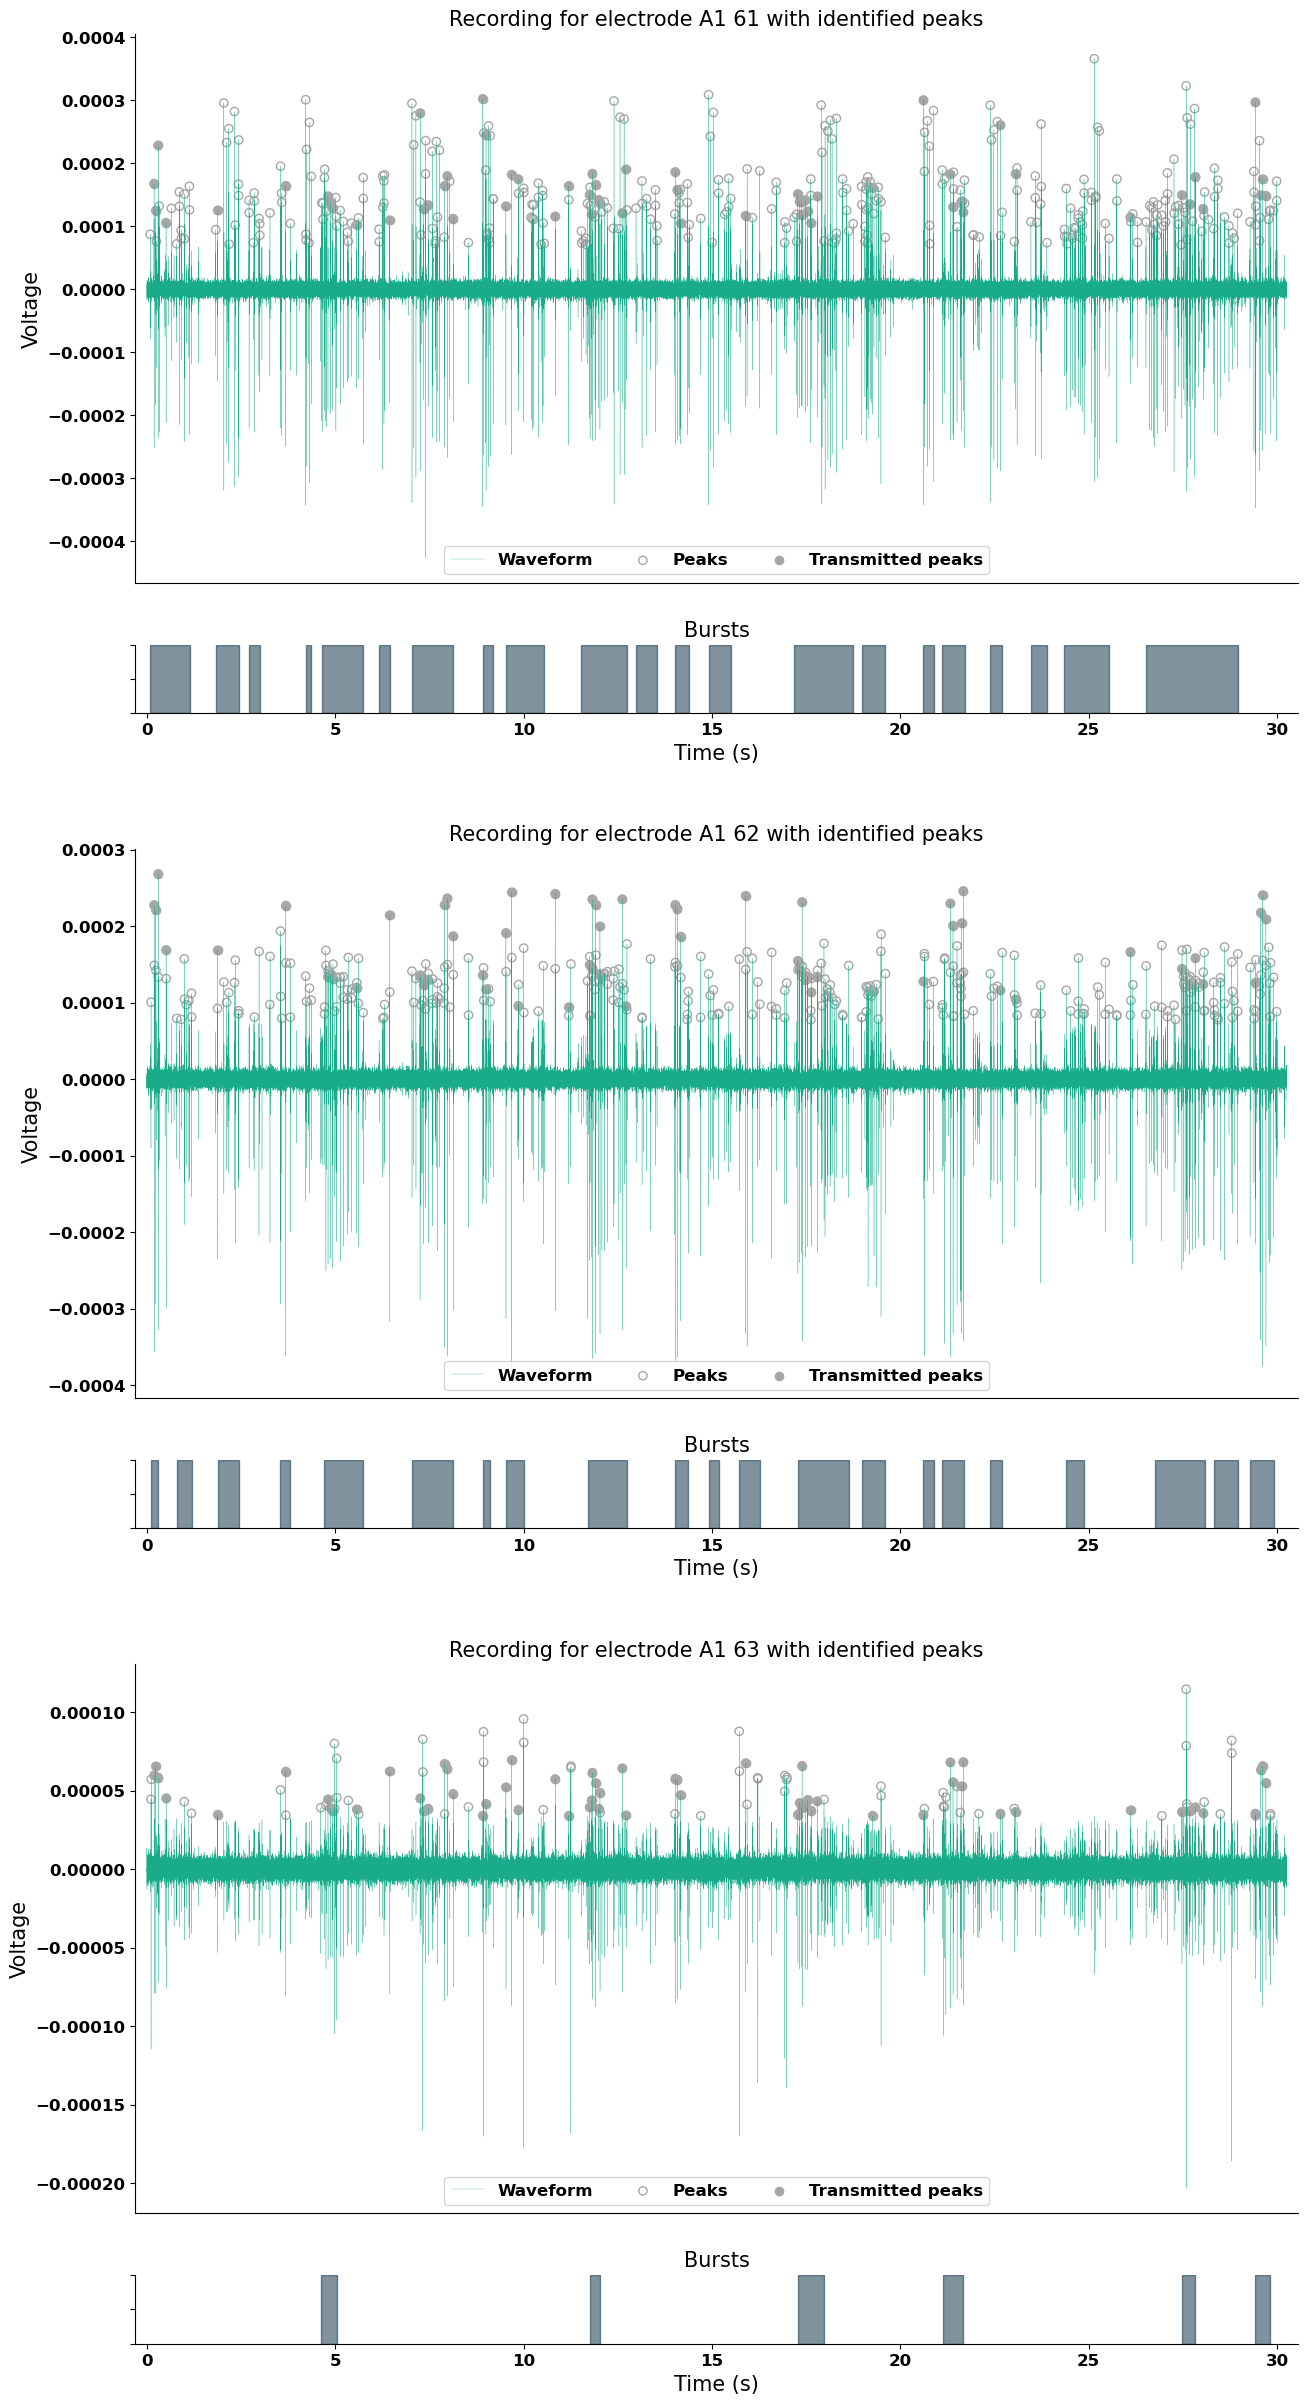 Recording for electrode A1 61 with identified peaks
0.0004
0.0003
0.0002
0.0001
0.0000
−0.0001
−0.0002
−0.0003
−0.0004
Voltage
Waveform Peaks Transmitted peaks
Bursts
0 5 10 15 20 25 30
Time (s)
Recording for electrode A1 62 with identified peaks
0.0003
0.0002
0.0001
0.0000
−0.0001
−0.0002
−0.0003
−0.0004
Voltage
Waveform Peaks Transmitted peaks
Bursts
0 5 10 15 20 25 30
Time (s)
Recording for electrode A1 63 with identified peaks
0.00010
0.00005
0.00000
−0.00005
−0.00010
−0.00015
−0.00020
Voltage
Waveform Peaks Transmitted peaks
Bursts
0 5 10 15 20 25 30
Time (s)